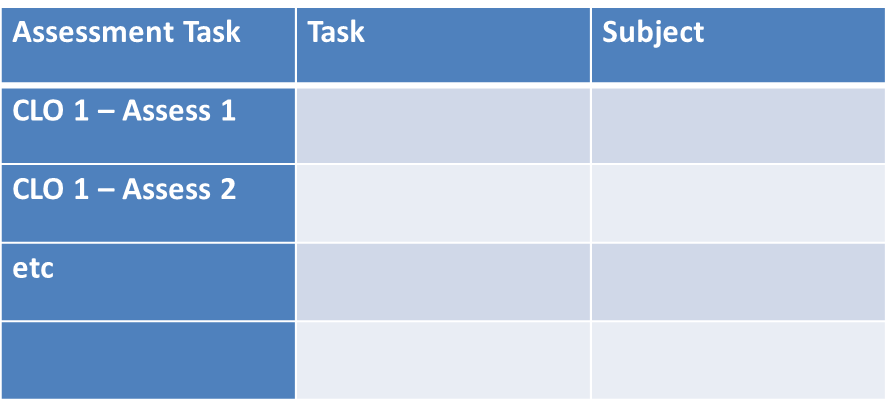 Assessment Task
Task
Subject
CLO 1 – Assess 1
CLO 1 – Assess 2
etc